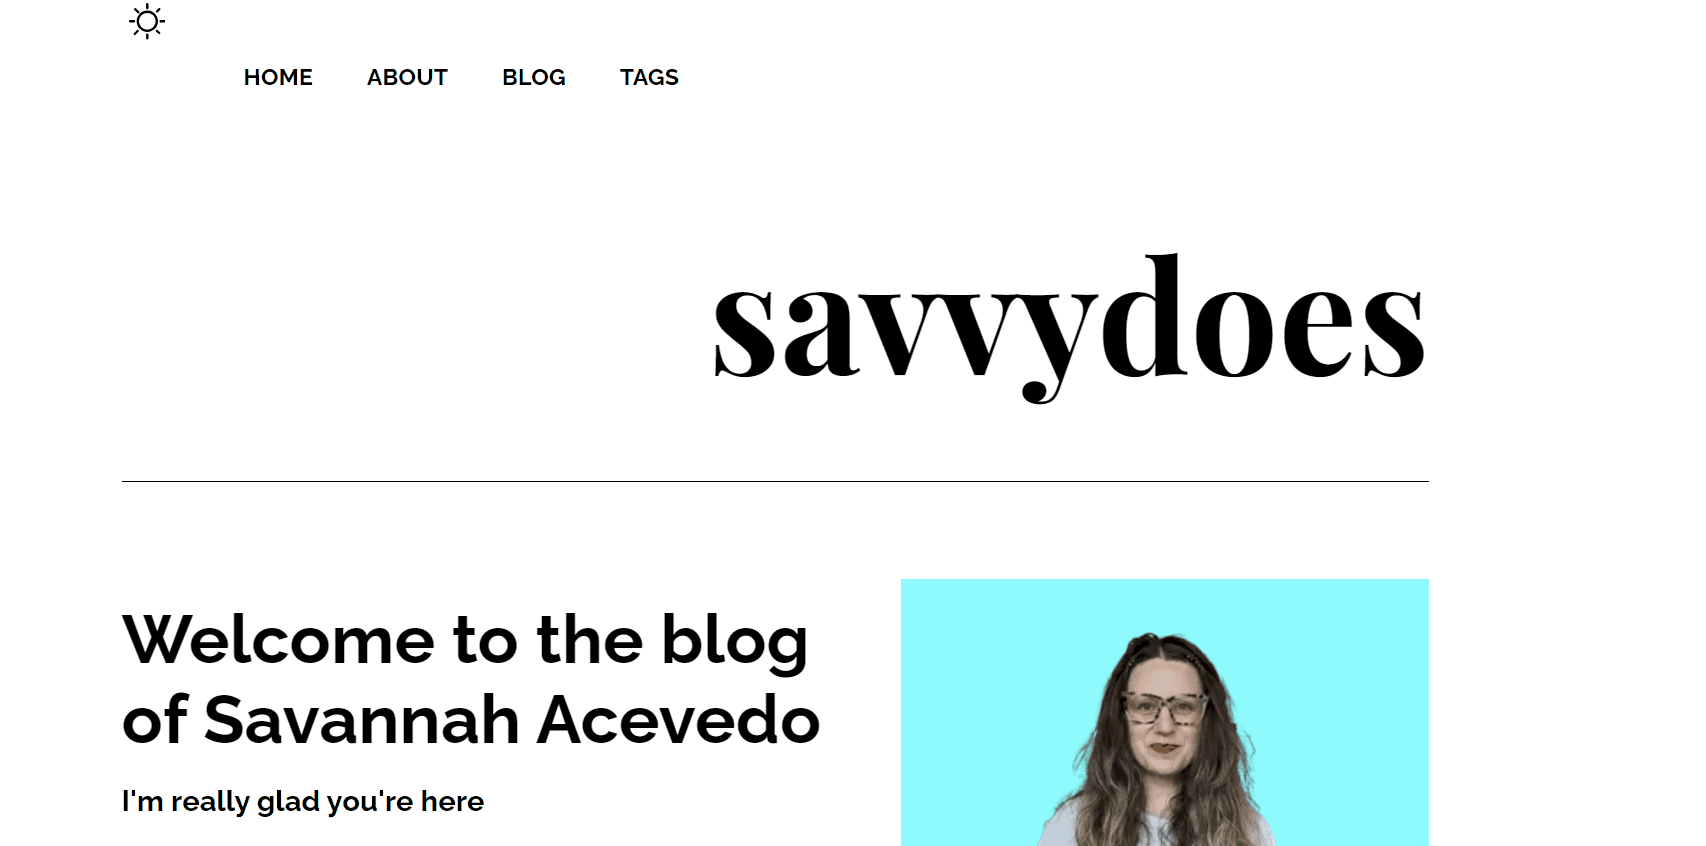 HOME ABOUT BLOG TAGS
savvydoes
Welcome to the blog
of Savannah Acevedo
I'm really glad you're here